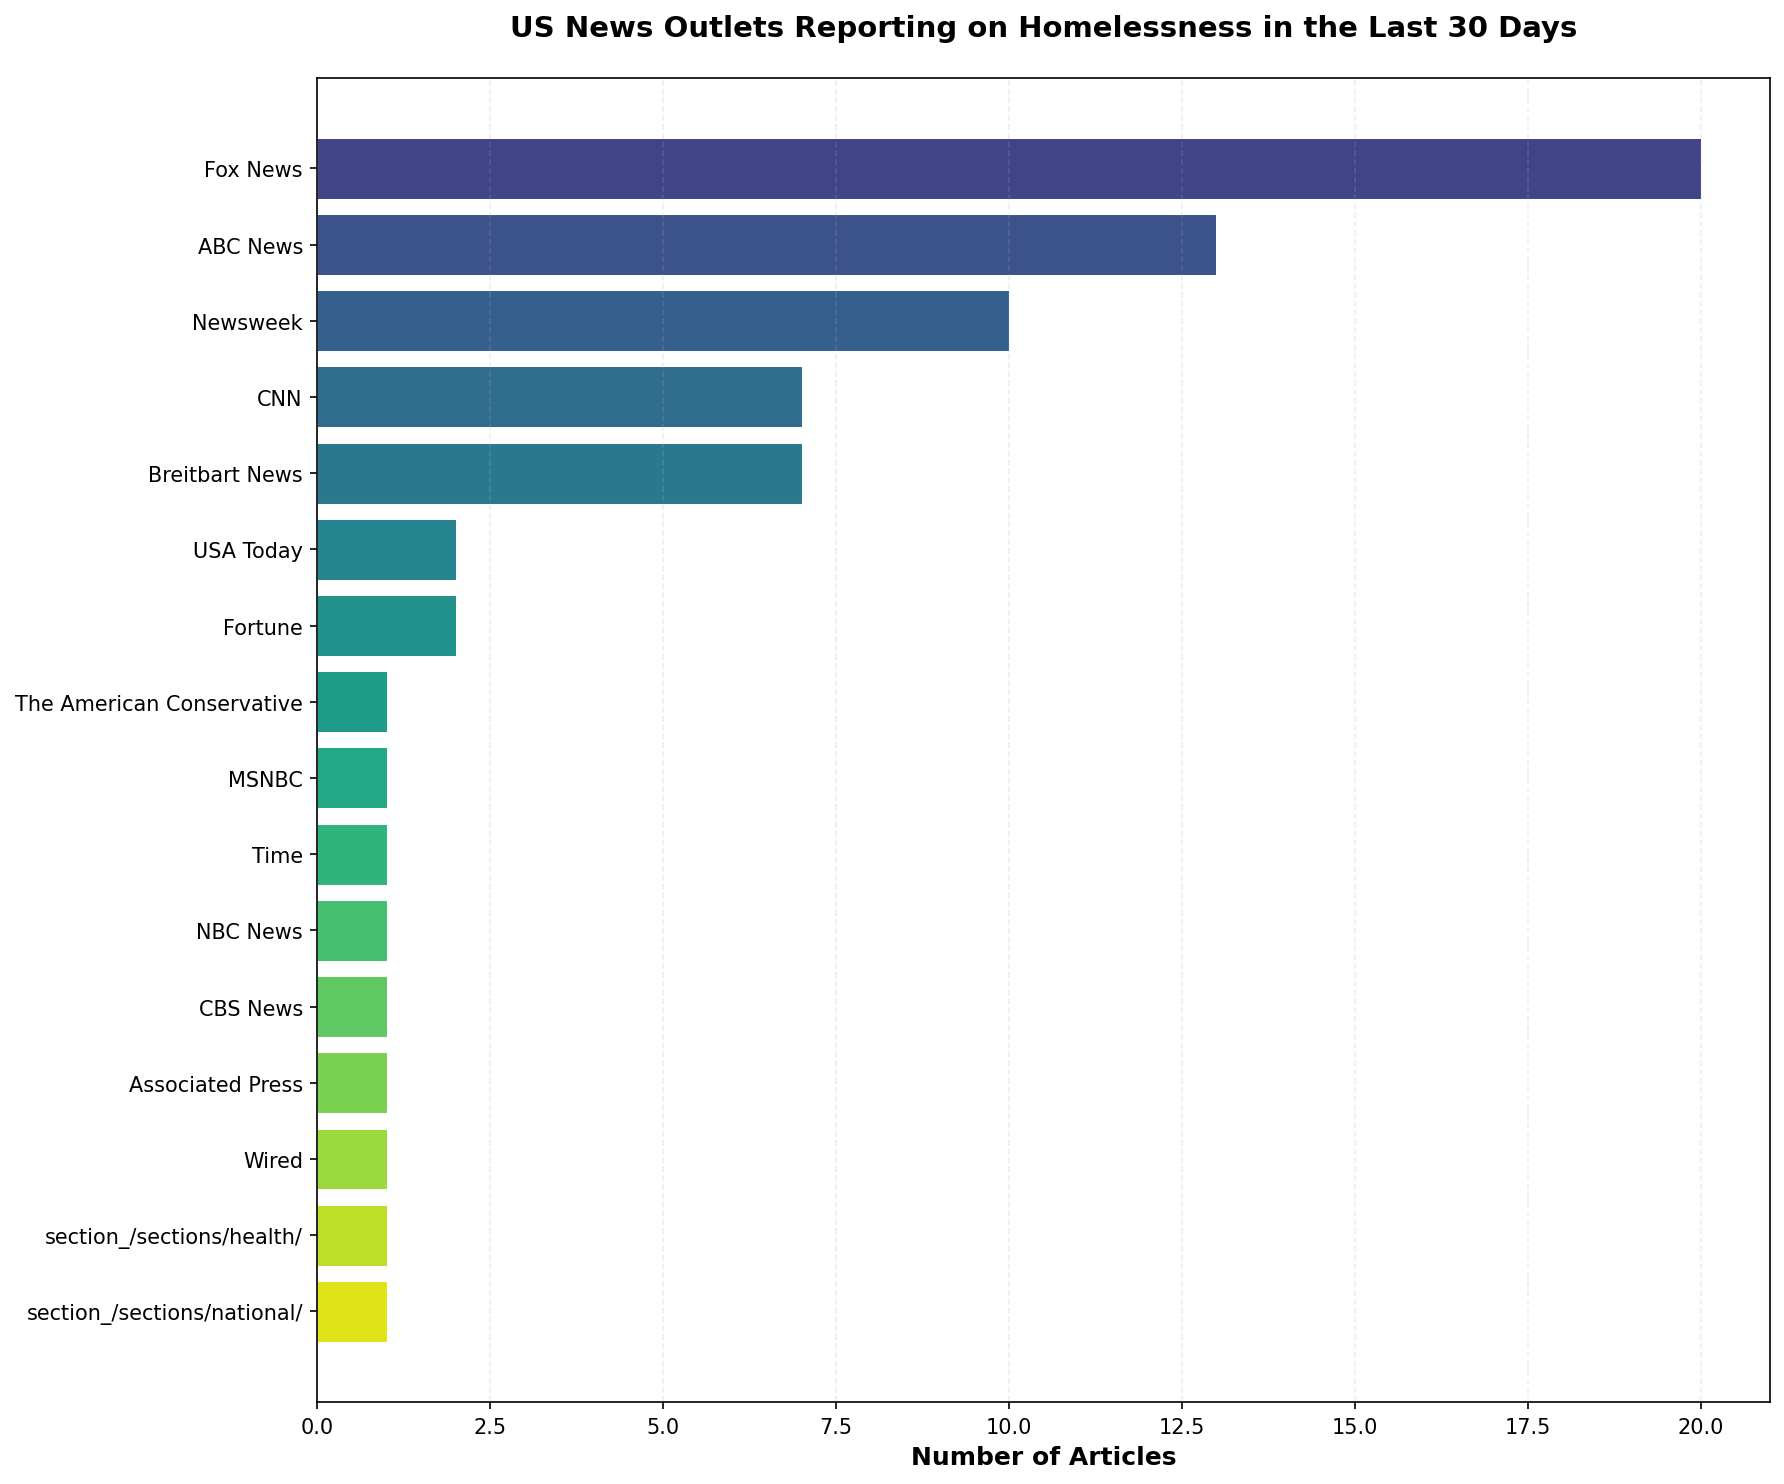 US News Outlets Reporting on Homelessness in the Last 30 Days
Fox News
ABC News
Newsweek
CNN
Breitbart News
USA Today
Fortune
The American Conservative
MSNBC
Time
NBC News
CBS News
Associated Press
Wired
section_/sections/health/
section_/sections/national/
0.0 2.5 5.0 7.5 10.0 12.5 15.0 17.5 20.0
Number of Articles